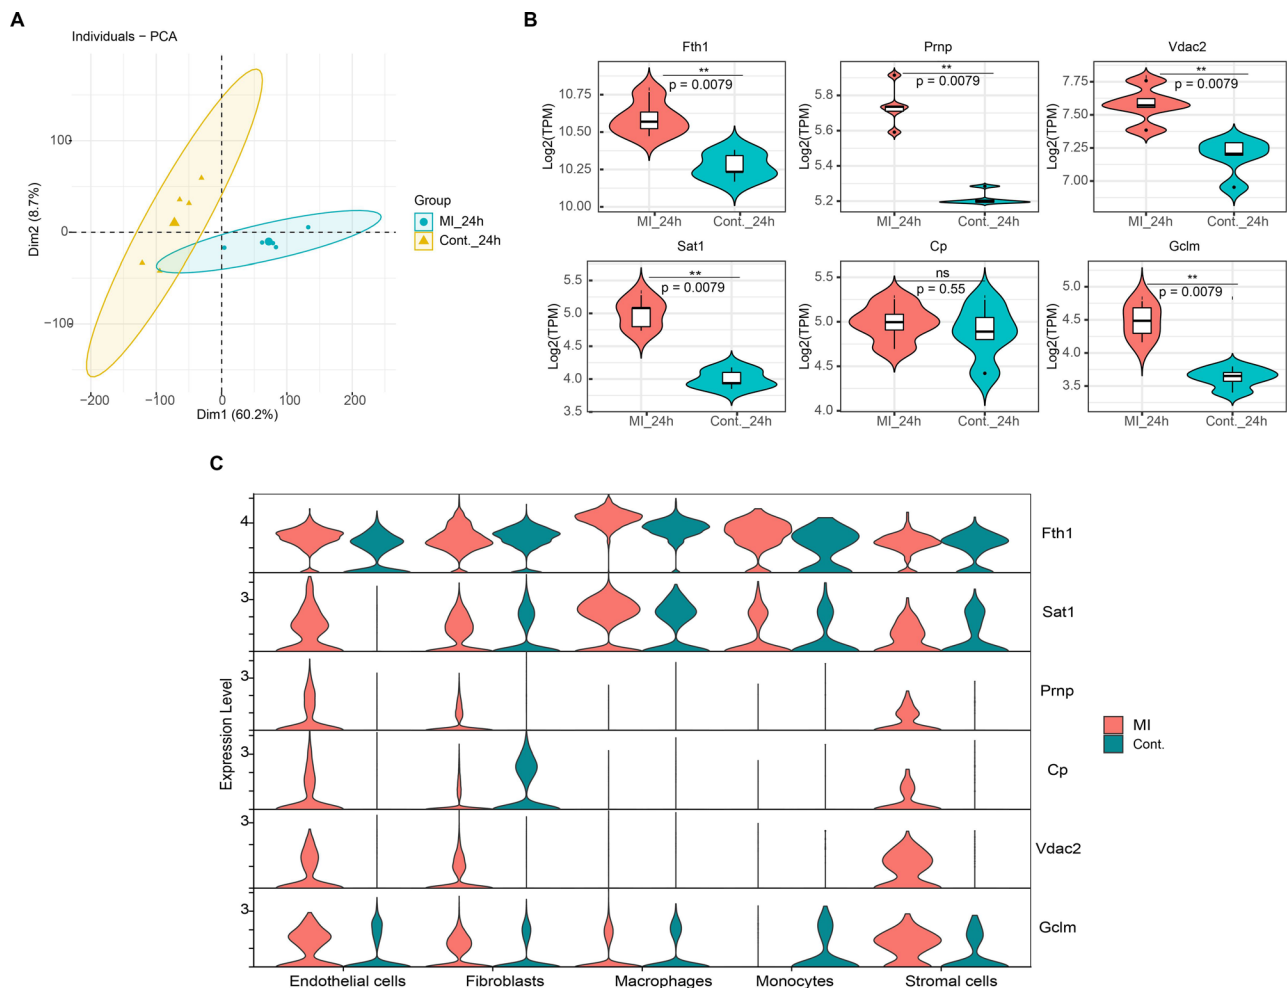 A
Individuals − PCA
Dim2 (8.7%)
100
0
−100
−200
−100
0
100
200
Dim1 (60.2%)
Group
MI_24h
Cont._24h
B
Fth1
Log2(TPM)
10.75
10.50
10.25
10.00
**
p = 0.0079
MI_24h Cont._24h
Prnp
Log2(TPM)
5.8
5.6
5.4
5.2
**
p = 0.0079
MI_24h Cont._24h
Vdac2
Log2(TPM)
7.75
7.50
7.25
7.00
**
p = 0.0079
MI_24h Cont._24h
Sat1
Log2(TPM)
5.5
5.0
4.5
4.0
3.5
**
p = 0.0079
MI_24h Cont._24h
Cp
Log2(TPM)
5.5
5.0
4.5
4.0
ns
p = 0.55
MI_24h Cont._24h
Gclm
Log2(TPM)
5.0
4.5
3.5
**
p = 0.0079
MI_24h Cont._24h
C
Expression Level
4
Fth1
3
Sat1
3
Prnp
3
Cp
3
Vdac2
3
Gclm
Endothelial cells Fibroblasts Macrophages Monocytes Stromal cells
MI
Cont.